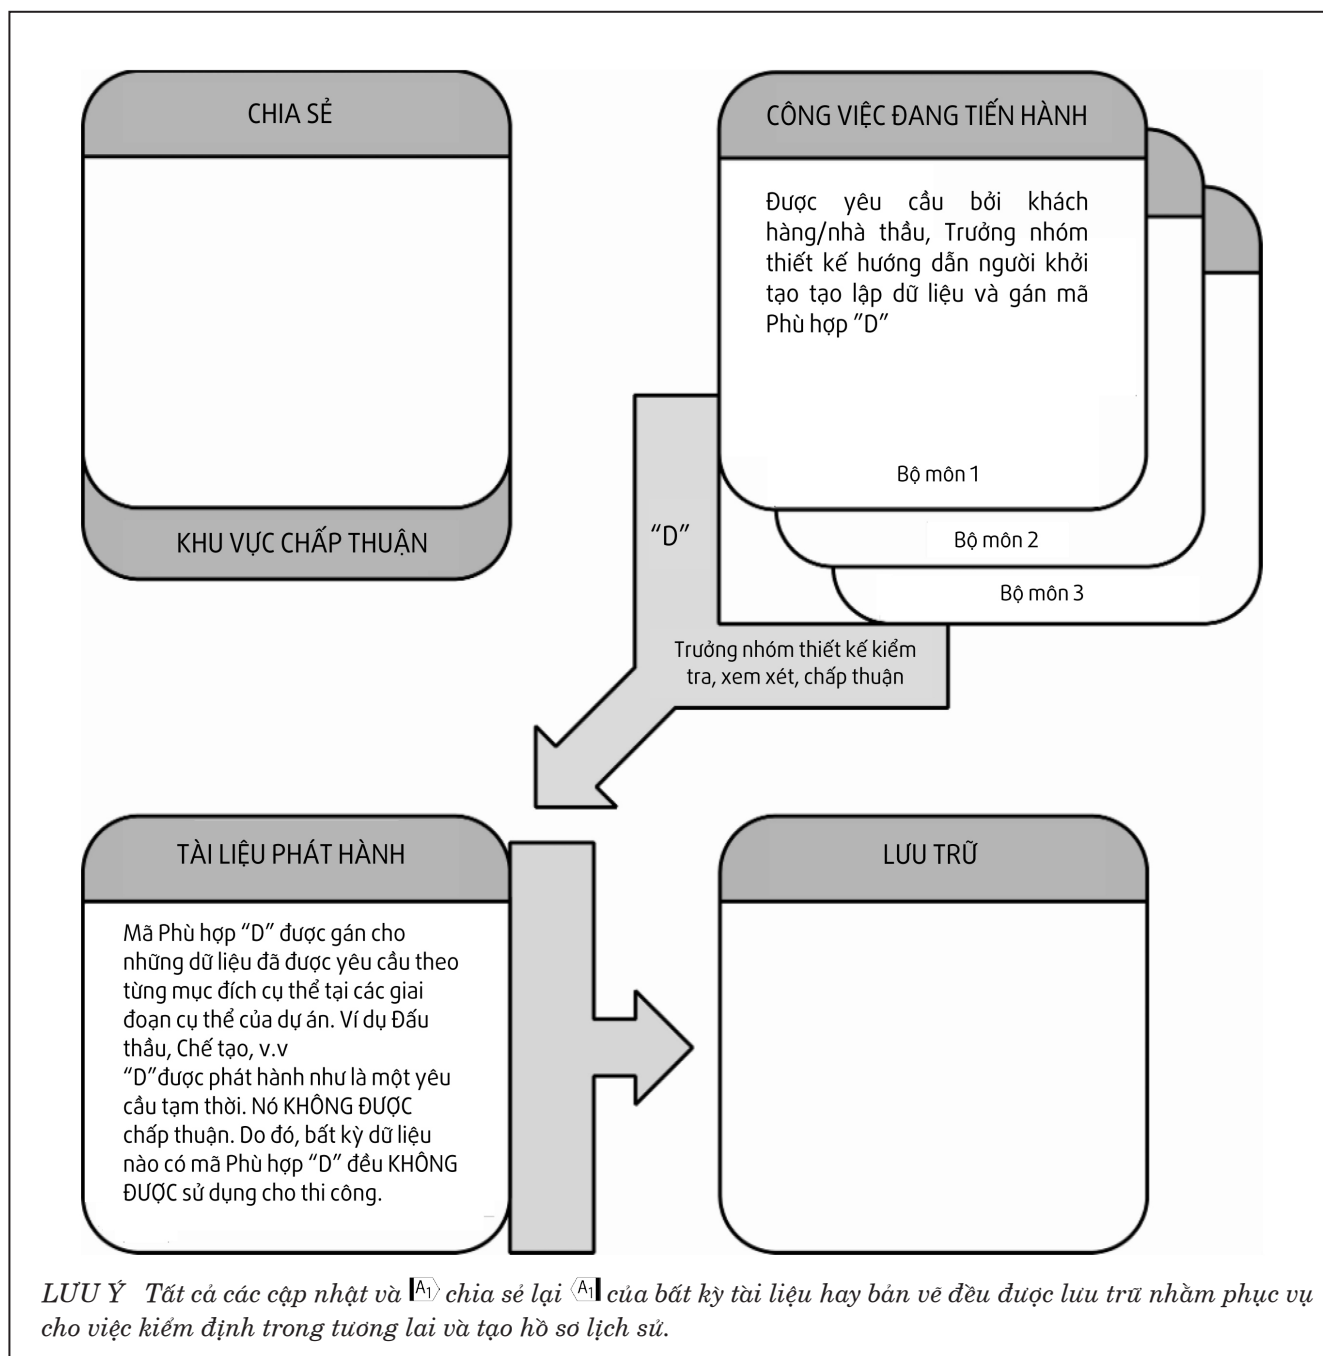 CHIA SẺ
KHU VỰC CHẤP THUẬN
CÔNG VIỆC ĐANG TIẾN HÀNH
Được yêu cầu bởi khách
hàng/nhà thầu, Trưởng nhóm
thiết kế hướng dẫn người khởi
tạo tạo lập dữ liệu và gán mã
Phù hợp "D"
Bộ môn 1
Bộ môn 2
Bộ môn 3
"D"
Trưởng nhóm thiết kế kiểm
tra, xem xét, chấp thuận
TÀI LIỆU PHÁT HÀNH
Mã Phù hợp "D" được gán cho
những dữ liệu đã được yêu cầu theo
từng mục đích cụ thể tại các giai
đoạn cụ thể của dự án. Ví dụ Đấu
thầu, Chế tạo, v.v
"D"được phát hành như là một yêu
cầu tạm thời. Nó KHÔNG ĐƯỢC
chấp thuận. Do đó, bất kỳ dữ liệu
nào có mã Phù hợp "D" đều KHÔNG
ĐƯỢC sử dụng cho thi công.
LƯU TRỮ
LƯU Ý Tất cả các cập nhật và A1 chia sẻ lại A1 của bất kỳ tài liệu hay bản vẽ đều được lưu trữ nhằm phục vụ
cho việc kiểm định trong tương lai và tạo hồ sơ lịch sử.